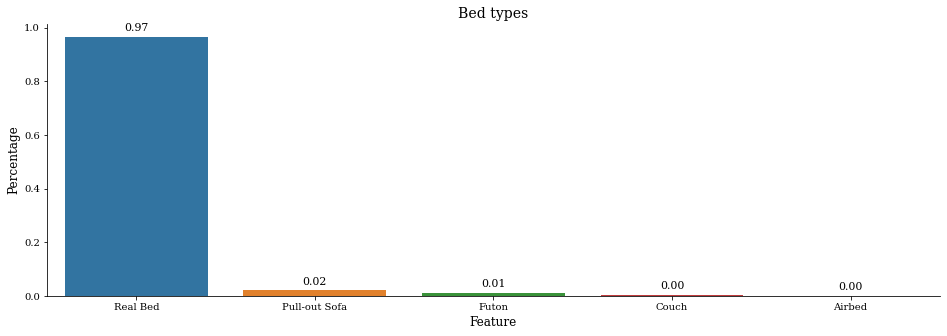 Bed types
Percentage
1.0
0.8
0.6
0.4
0.2
0.0
0.97
0.02
0.01
0.00
0.00
Real Bed
Pull-out Sofa
Futon
Couch
Airbed
Feature